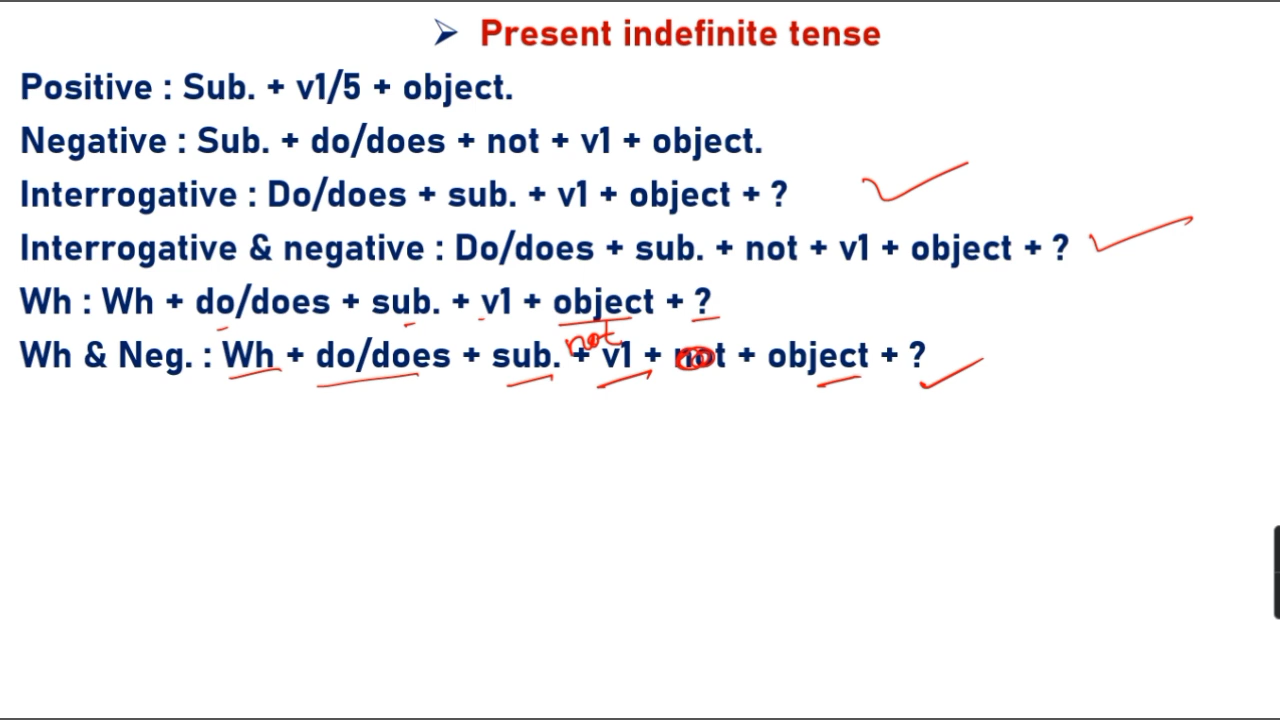 ➢ Present indefinite tense
Positive : Sub. + v1/5 + object.
Negative : Sub. + do/does + not + v1 + object.
Interrogative : Do/does + sub. + v1 + object + ?
Interrogative & negative : Do/does + sub. + not + v1 + object + ?
Wh : Wh + do/does + sub. + v1 + object + ?
not
Wh & Neg. : Wh + do/does + sub. + v1 + not + object + ?